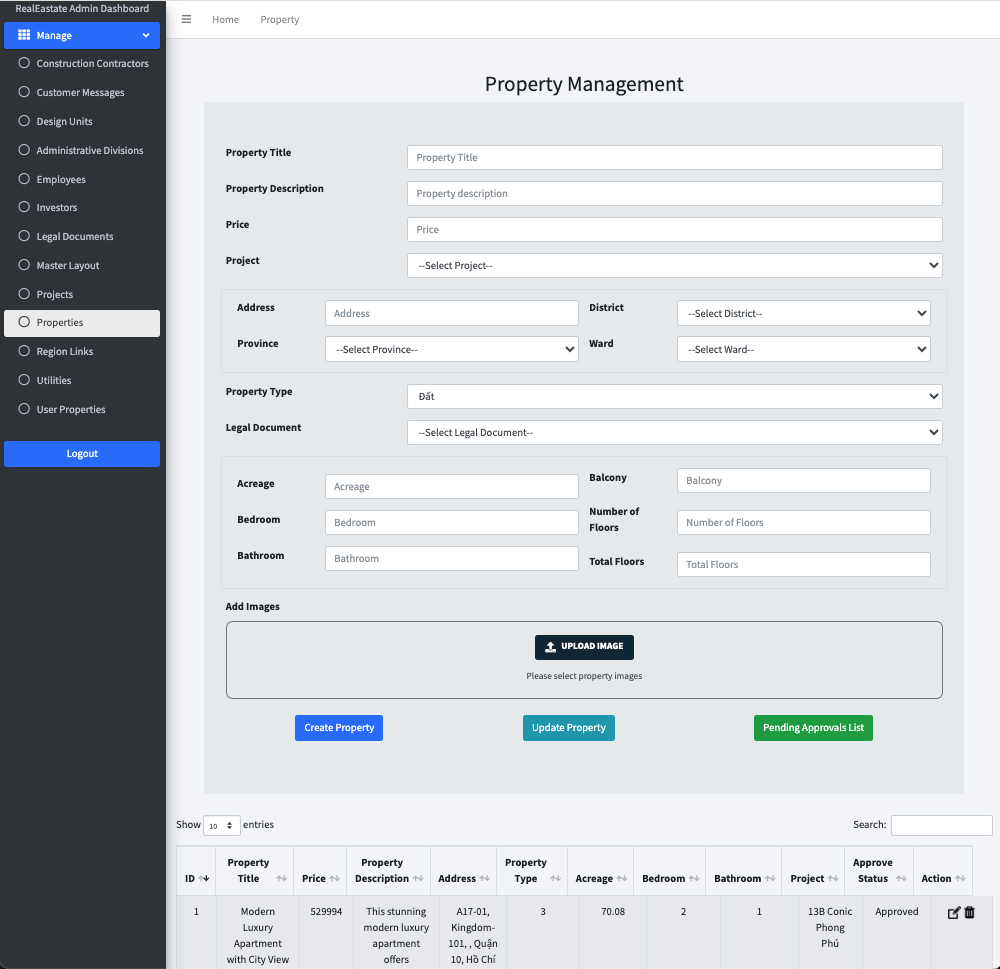 RealEastate Admin Dashboard
Manage
Construction Contractors
Customer Messages
Design Units
Administrative Divisions
Employees
Investors
Legal Documents
Master Layout
Projects
Properties
Region Links
Utilities
User Properties
Logout
Home Property
Property Management
Property Title Property Title
Property Description Property description
Price Price
Project --Select Project--
Address Address District --Select District--
Province --Select Province-- Ward --Select Ward--
Property Type Đất
Legal Document --Select Legal Document--
Acreage Acreage Balcony Balcony
Bedroom Bedroom Number of Floors Number of Floors
Bathroom Bathroom Total Floors Total Floors
Add Images
UPLOAD IMAGE
Please select property images
Create Property Update Property Pending Approvals List
Show 10 entries Search:
ID Property Title Price Property Description Address Property Type Acreage Bedroom Bathroom Project Approve Status Action
1 Modern 529994 This stunning A17-01, 3 70.08 2 1 13B Conic Approved
Luxury modern luxury Kingdom- Phong
Apartment apartment 101, , Quận Phú
with City View offers 10, Hồ Chí